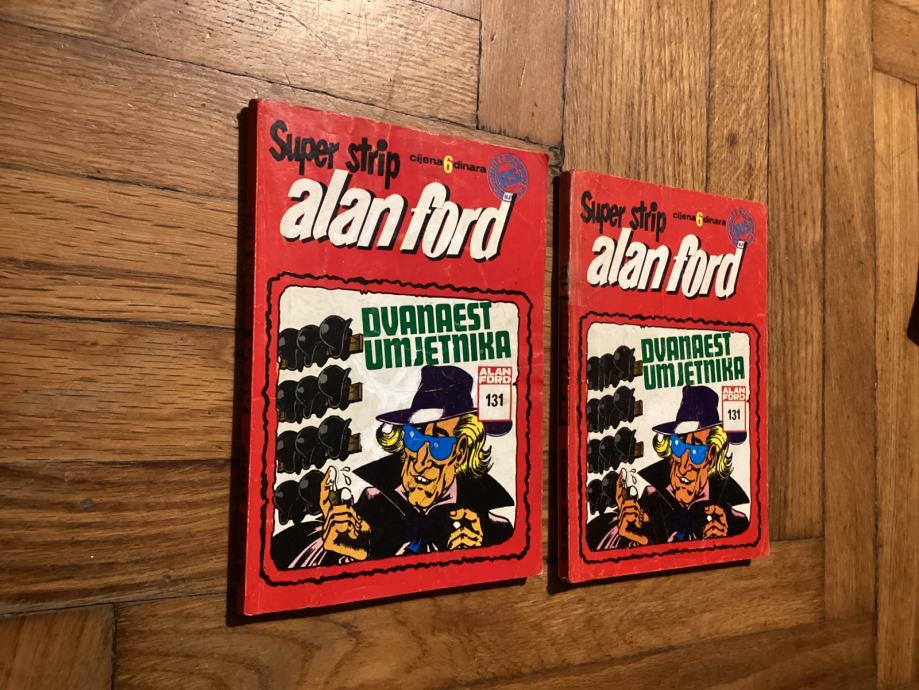 Super strip
cijena 6 dinara
alan ford
DVANAEST
UMJETNIKA
ALAN
FORD
131
Super strip
cijena 6 dinara
alan ford
DVANAEST
UMJETNIKA
ALAN
FORD
131